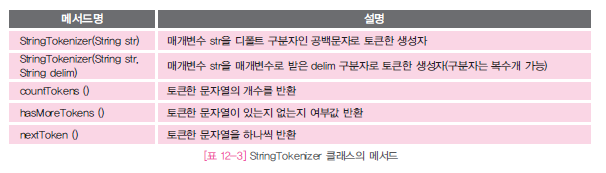 메서드명 설명
StringTokenizer(String str) 매개변수 str을 디폴트 구분자인 공백문자로 토큰한 생성자
StringTokenizer(String str,
String delim) 매개변수 str을 매개변수로 받은 delim 구분자로 토큰한 생성자(구분자는 복수개 가능)
countTokens () 토큰한 문자열의 개수를 반환
hasMoreTokens () 토큰한 문자열이 있는지 없는지 여부값 반환
nextToken () 토큰한 문자열을 하나씩 반환
[표 12-3] StringTokenizer 클래스의 메서드